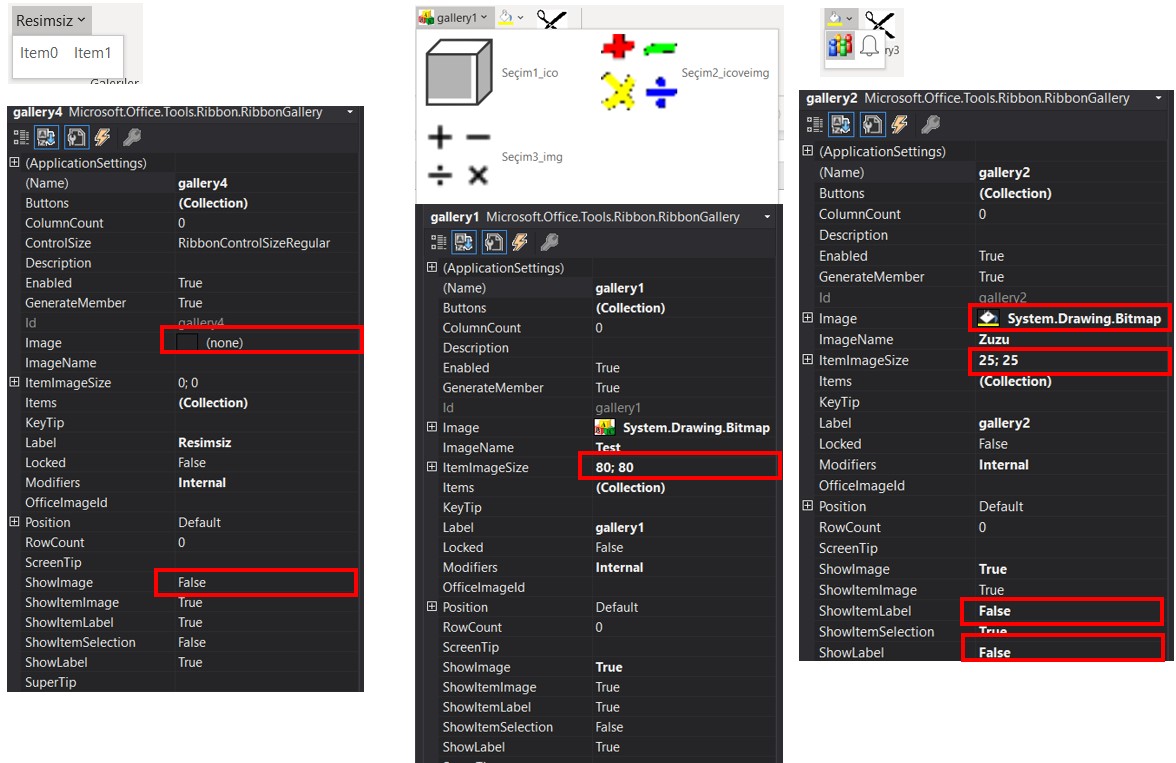 Resimsiz
Item0 Item1
Galeriler
gallery4 Microsoft.Office.Tools.Ribbon.RibbonGallery
(ApplicationSettings)
(Name) gallery4
Buttons (Collection)
ColumnCount 0
ControlSize RibbonControlSizeRegular
Description
Enabled True
GenerateMember True
Id gallery4
Image (none)
ImageName
ItemImageSize 0; 0
Items (Collection)
KeyTip
Label Resimsiz
Locked False
Modifiers Internal
OfficeImageId
Position Default
RowCount 0
ScreenTip
ShowImage False
ShowItemImage True
ShowItemLabel True
ShowItemSelection False
ShowLabel True
SuperTip
gallery1
Seçim1_ico
Seçim2_icoveimg
Seçim3_img
gallery1 Microsoft.Office.Tools.Ribbon.RibbonGallery
(ApplicationSettings)
(Name) gallery1
Buttons (Collection)
ColumnCount 0
Description
Enabled True
GenerateMember True
Id gallery1
Image System.Drawing.Bitmap
ImageName Test
ItemImageSize 80; 80
Items (Collection)
KeyTip
Label gallery1
Locked False
Modifiers Internal
OfficeImageId
Position Default
RowCount 0
ScreenTip
ShowImage True
ShowItemImage True
ShowItemLabel True
ShowItemSelection False
ShowLabel True
ry3
gallery2 Microsoft.Office.Tools.Ribbon.RibbonGallery
(ApplicationSettings)
(Name) gallery2
Buttons (Collection)
ColumnCount 0
Description
Enabled True
GenerateMember True
Id gallery2
Image System.Drawing.Bitmap
ImageName Zuzu
ItemImageSize 25; 25
Items (Collection)
KeyTip
Label gallery2
Locked False
Modifiers Internal
OfficeImageId
Position Default
RowCount 0
ScreenTip
ShowImage True
ShowItemImage True
ShowItemLabel False
ShowItemSelection True
ShowLabel False